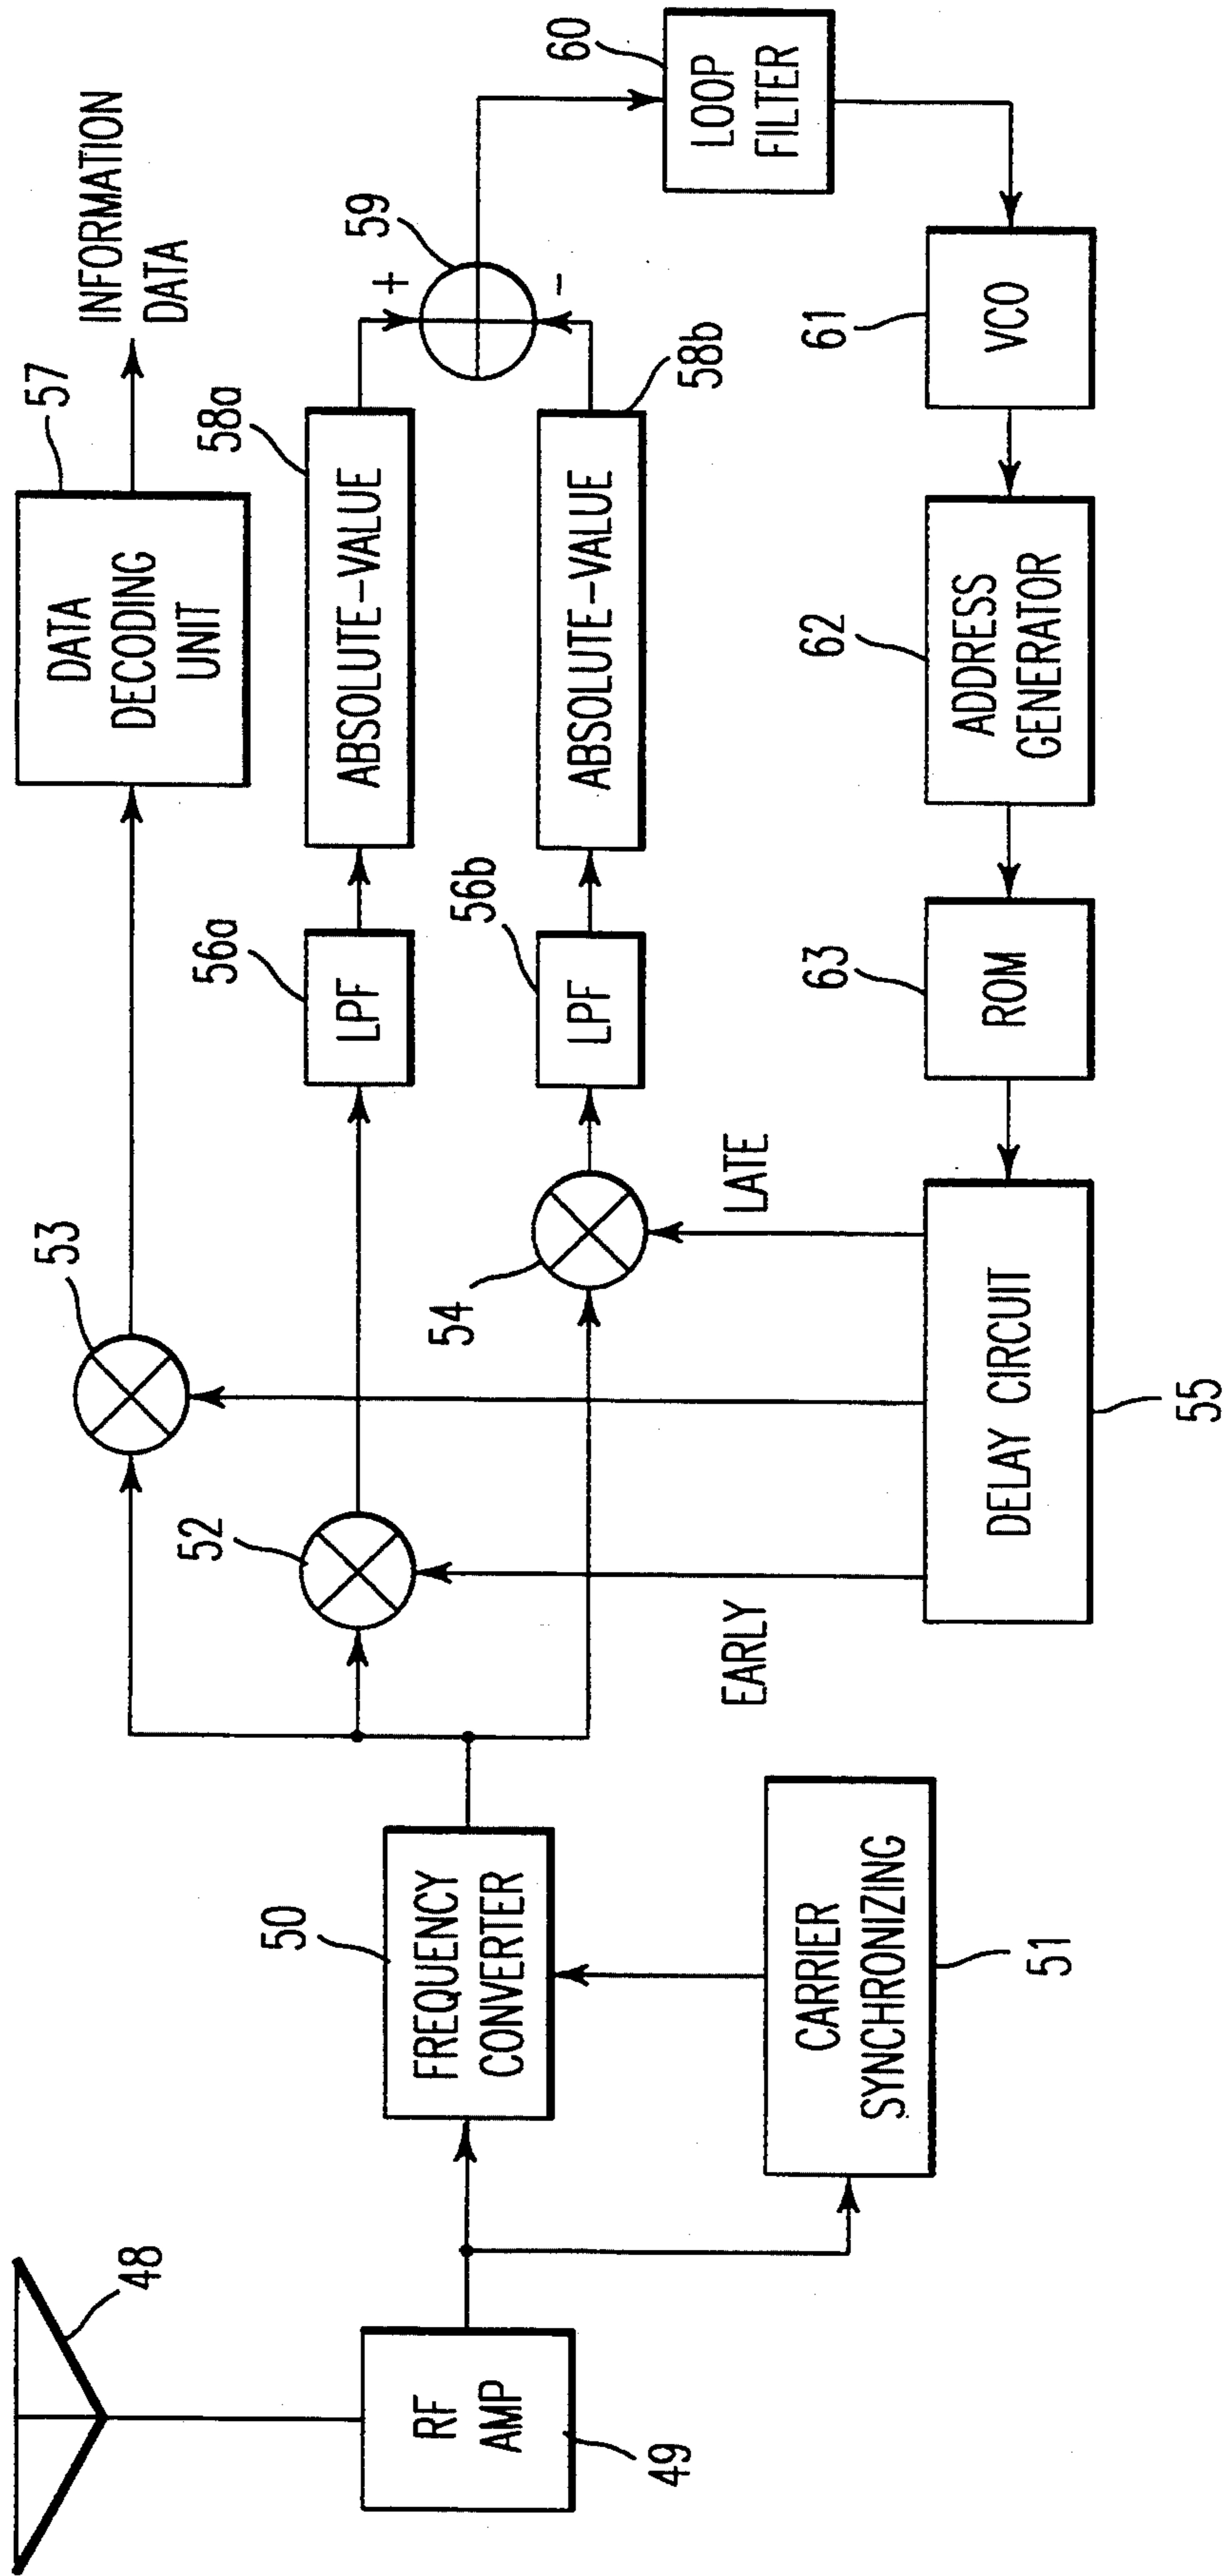 48
RF
AMP
49
FREQUENCY
CONVERTER
50
CARRIER
SYNCHRONIZING
51
52
53
54
EARLY
LATE
DELAY CIRCUIT
55
LPF
56a
LPF
56b
DATA
DECODING
UNIT
57
INFORMATION
DATA
ABSOLUTE-VALUE
58a
ABSOLUTE-VALUE
58b
59
+
-
LOOP
FILTER
60
VCO
61
ADDRESS
GENERATOR
62
ROM
63